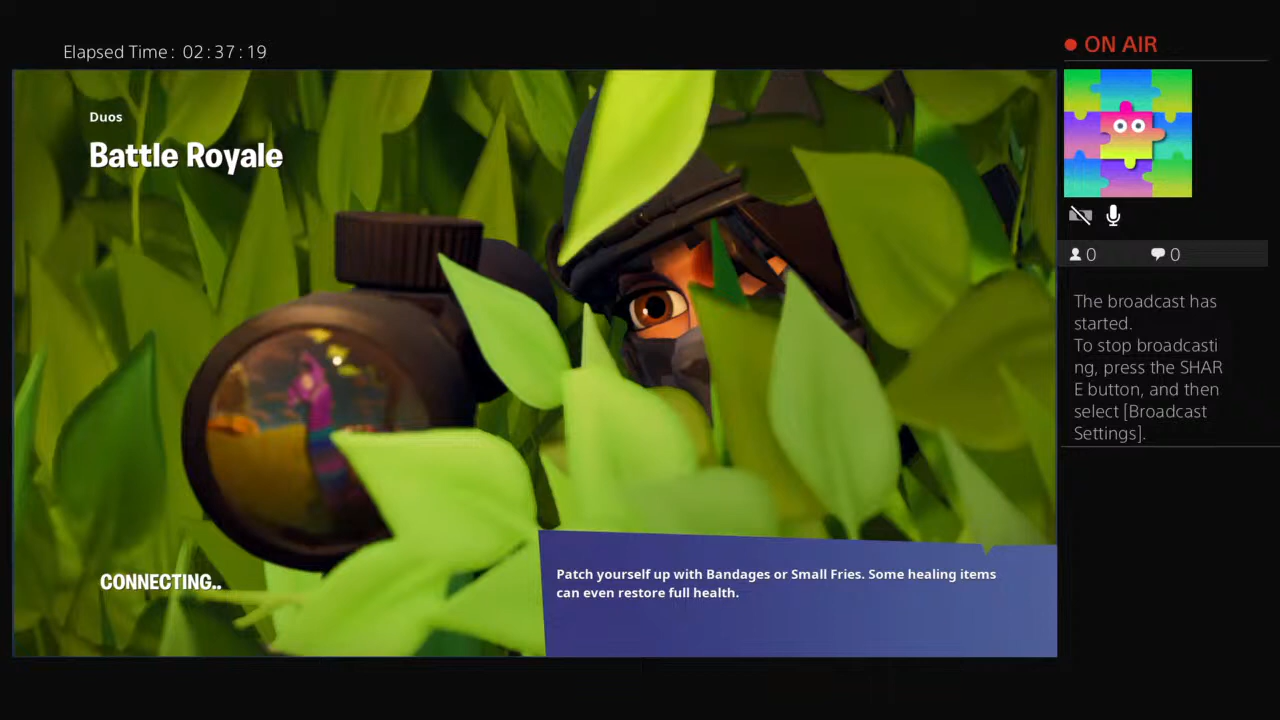 Elapsed Time: 02:37:19
ON AIR
Duos
Battle Royale
0 0
The broadcast has
started.
To stop broadcasti
ng, press the SHAR
E button, and then
select [Broadcast
Settings].
CONNECTING..
Patch yourself up with Bandages or Small Fries. Some healing items
can even restore full health.